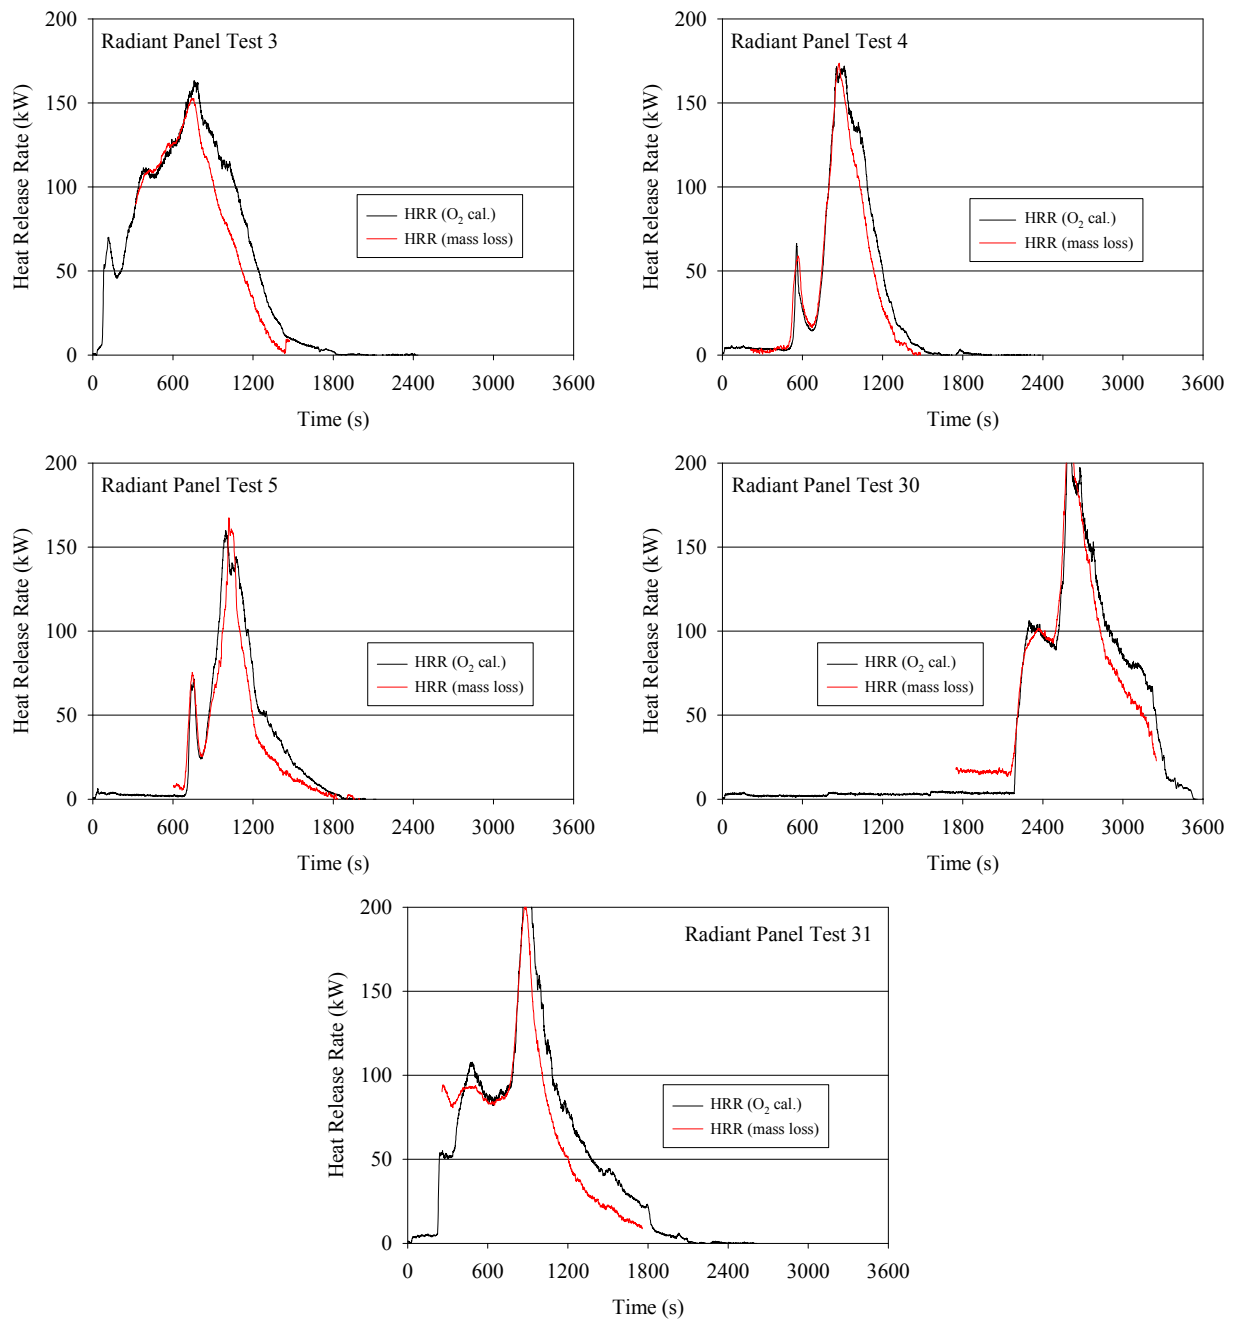 Radiant Panel Test 3
Heat Release Rate (kW)
200
150
100
50
0
HRR (O2 cal.)
HRR (mass loss)
0 600 1200 1800 2400 3000 3600
Time (s)
Radiant Panel Test 4
Heat Release Rate (kW)
200
150
100
50
0
HRR (O2 cal.)
HRR (mass loss)
0 600 1200 1800 2400 3000 3600
Time (s)
Radiant Panel Test 5
Heat Release Rate (kW)
200
150
100
50
0
HRR (O2 cal.)
HRR (mass loss)
0 600 1200 1800 2400 3000 3600
Time (s)
Radiant Panel Test 30
Heat Release Rate (kW)
200
150
100
50
0
HRR (O2 cal.)
HRR (mass loss)
0 600 1200 1800 2400 3000 3600
Time (s)
Radiant Panel Test 31
Heat Release Rate (kW)
200
150
100
50
0
HRR (O2 cal.)
HRR (mass loss)
0 600 1200 1800 2400 3000 3600
Time (s)